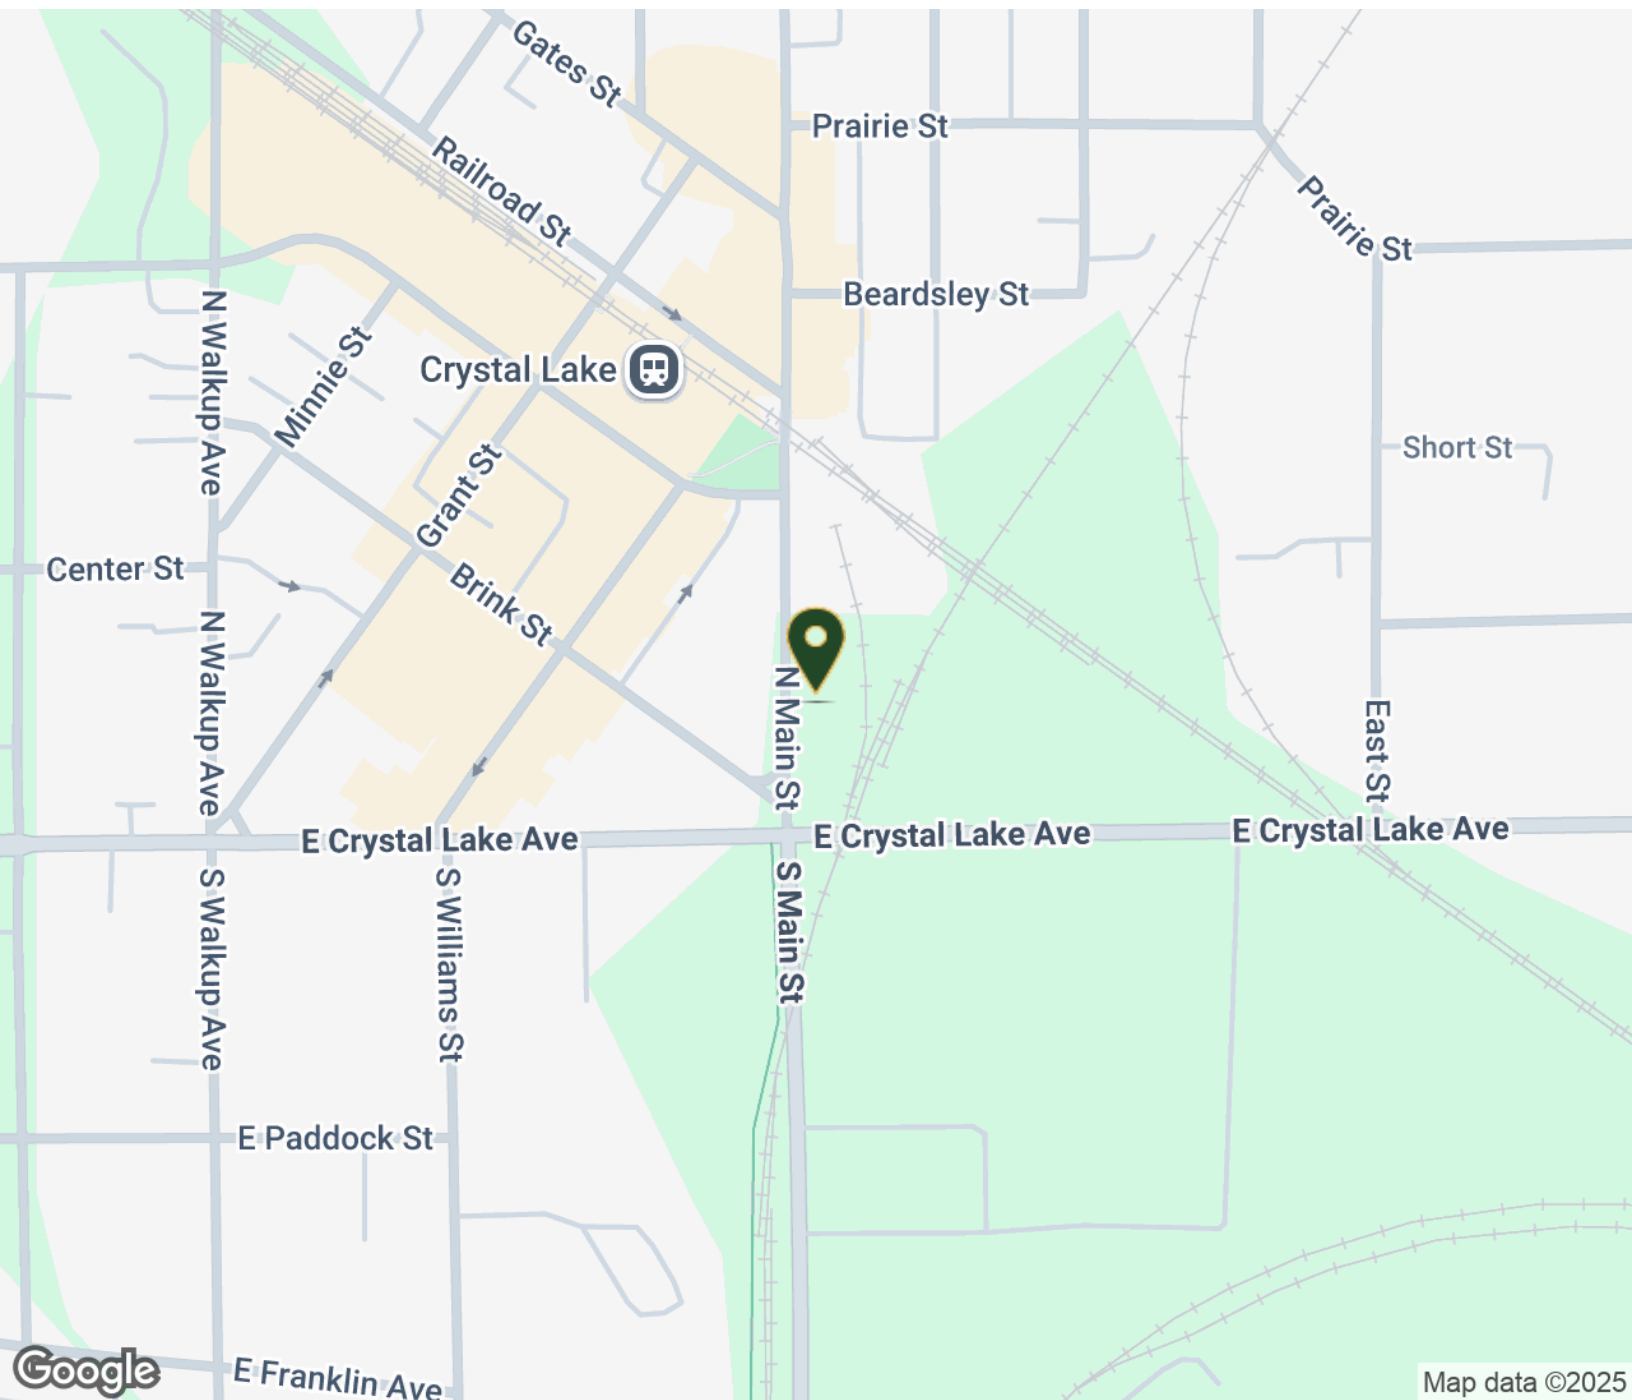 Gates St
Prairie St
Railroad St
Prairie St
Beardsley St
N Walkup Ave
Minnie St
Crystal Lake
Short St
Grant St
Center St
Brink St
N Walkup Ave
N Main St
East St
E Crystal Lake Ave
E Crystal Lake Ave
E Crystal Lake Ave
S Walkup Ave
S Williams St
S Main St
E Paddock St
E Franklin Ave
Google
Map data ©2025